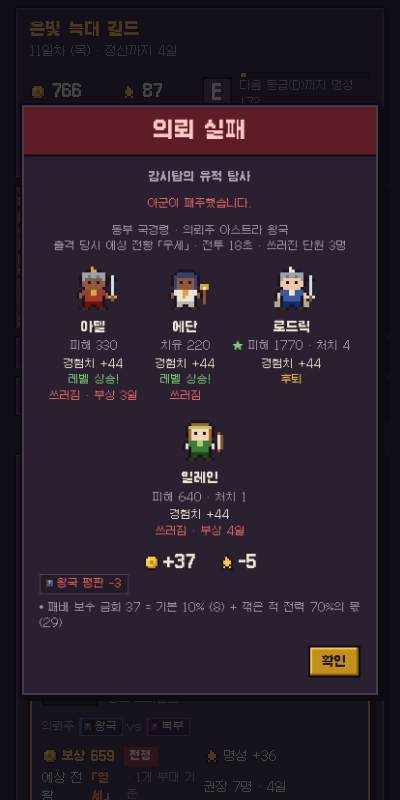 은빛 늑대 길드
11일차 (목) · 정산까지 4일
766 87 E 다음 등급(D)까지 명성
172
의뢰 실패
감시탑의 유적 탐사
아군이 패주했습니다.
동부 국경령 · 의뢰주 아스트라 왕국
출격 당시 예상 전황 「우세」 · 전투 18초 · 쓰러진 단원 3명
아델 에단 로드릭
피해 330 치유 220 ★ 피해 1770 · 처치 4
경험치 +44 경험치 +44 경험치 +44
레벨 상승! 레벨 상승! 후퇴
쓰러짐 · 부상 3일 쓰러짐
일레인
피해 640 · 처치 1
경험치 +44
쓰러짐 · 부상 4일
+37 -5
왕국 평판 -3
• 패배 보수 금화 37 = 기본 10% (8) + 꺾은 적 전력 70%의 몫
(29)
확인
의뢰주 왕국 vs 북부
보상 659 전쟁 명성 +36
예상 전 「열 1개 부대 기 권장 7명 · 4일
황 세」 준